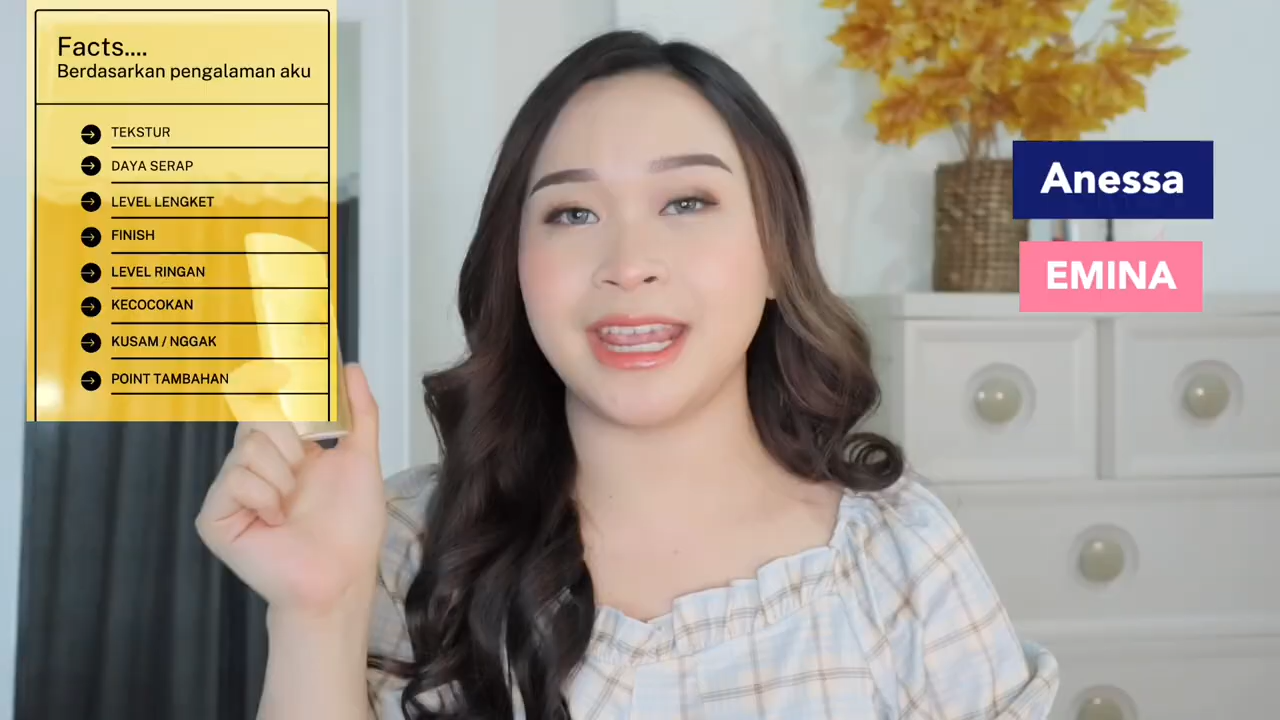 Facts....
Berdasarkan pengalaman aku
TEKSTUR
DAYA SERAP
LEVEL LENGKET
FINISH
LEVEL RINGAN
KECOCOKAN
KUSAM / NGGAK
POINT TAMBAHAN
Anessa
EMINA